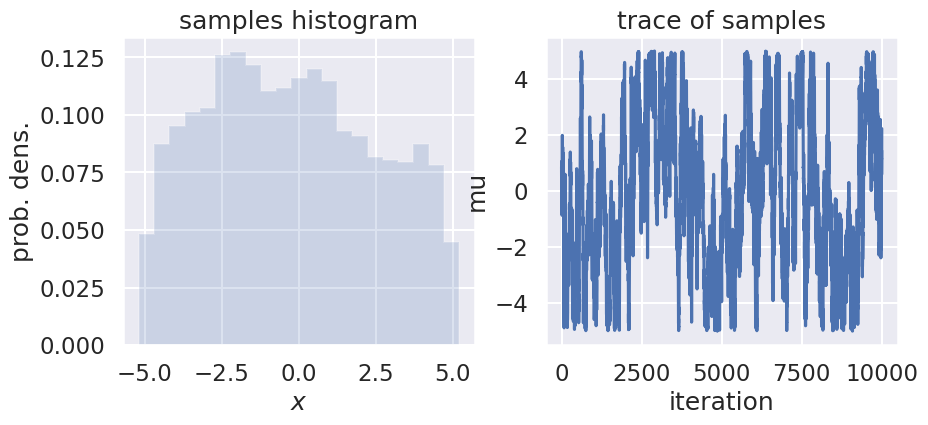 samples histogram
prob. dens.
0.125
0.100
0.075
0.050
0.025
0.000
−5.0 −2.5 0.0 2.5 5.0
x
trace of samples
mu
4
2
0
−2
−4
0 2500 5000 7500 10000
iteration